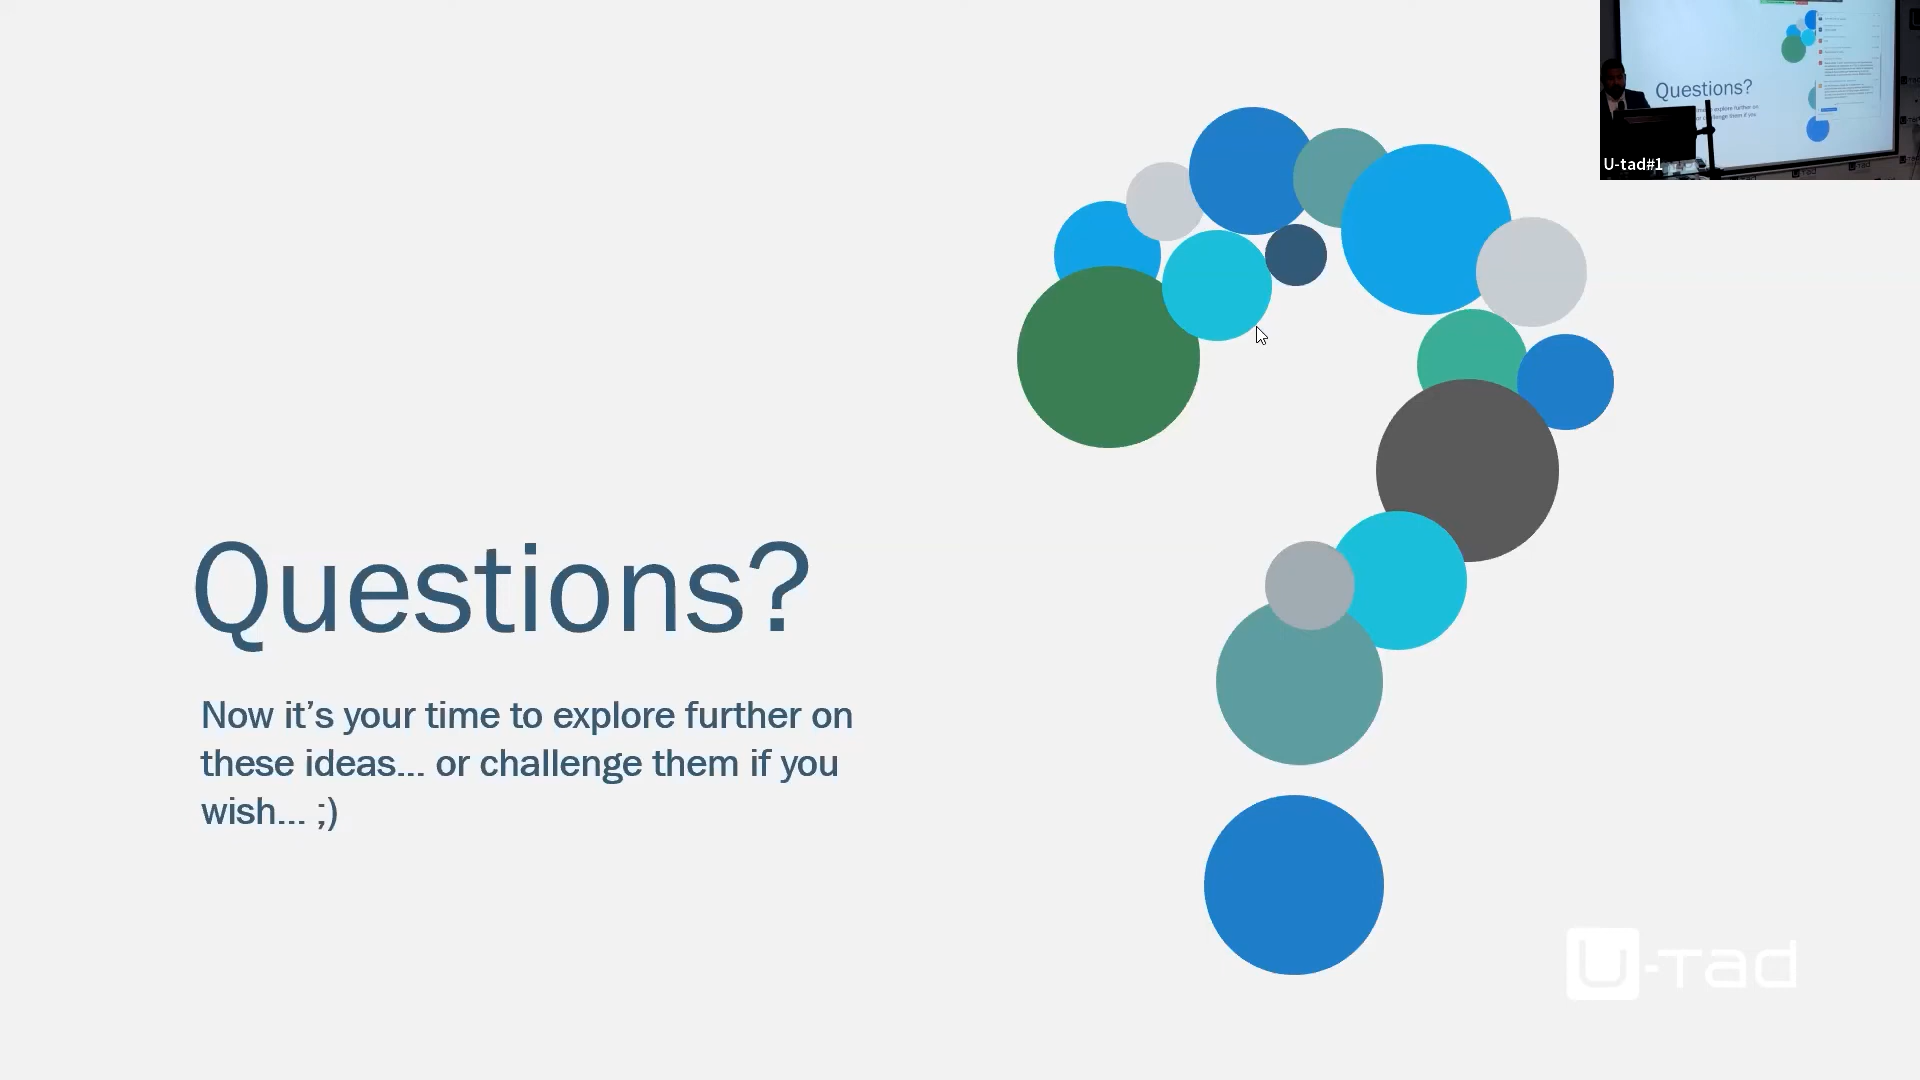 Questions?
Now it’s your time to explore further on
these ideas... or challenge them if you
wish... ;)
U-tad
Questions?
U-tad#1